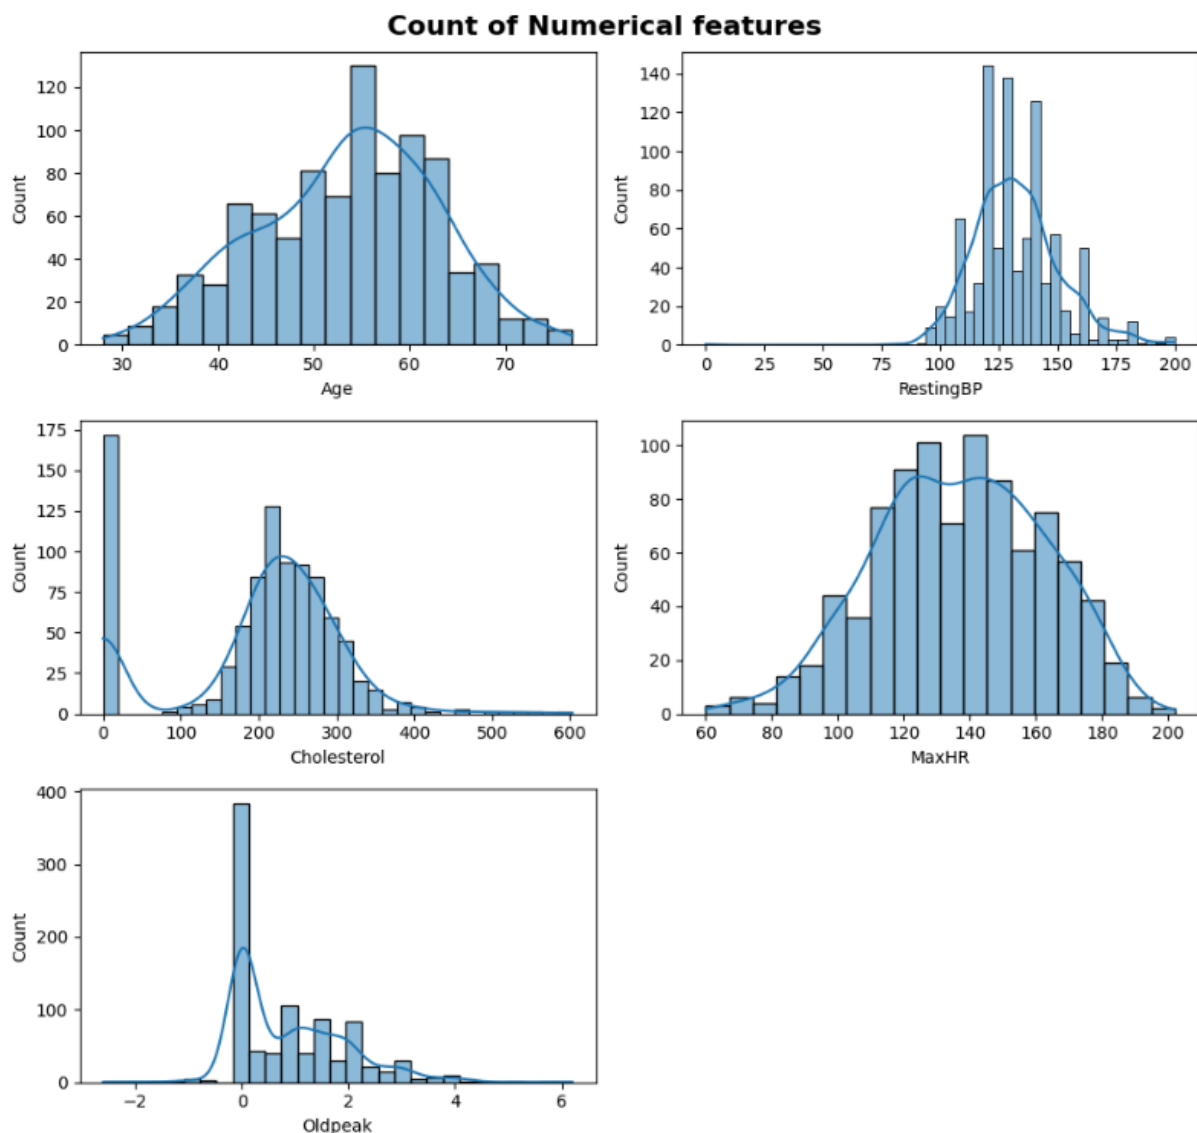 Count of Numerical features
120
100
80
60
40
20
0
Count
30 40 50 60 70
Age
140
120
100
80
60
40
20
0
Count
0 25 50 75 100 125 150 175 200
RestingBP
175
150
125
100
75
50
25
0
Count
0 100 200 300 400 500 600
Cholesterol
100
80
60
40
20
0
Count
60 80 100 120 140 160 180 200
MaxHR
400
300
200
100
0
Count
−2 0 2 4 6
Oldpeak